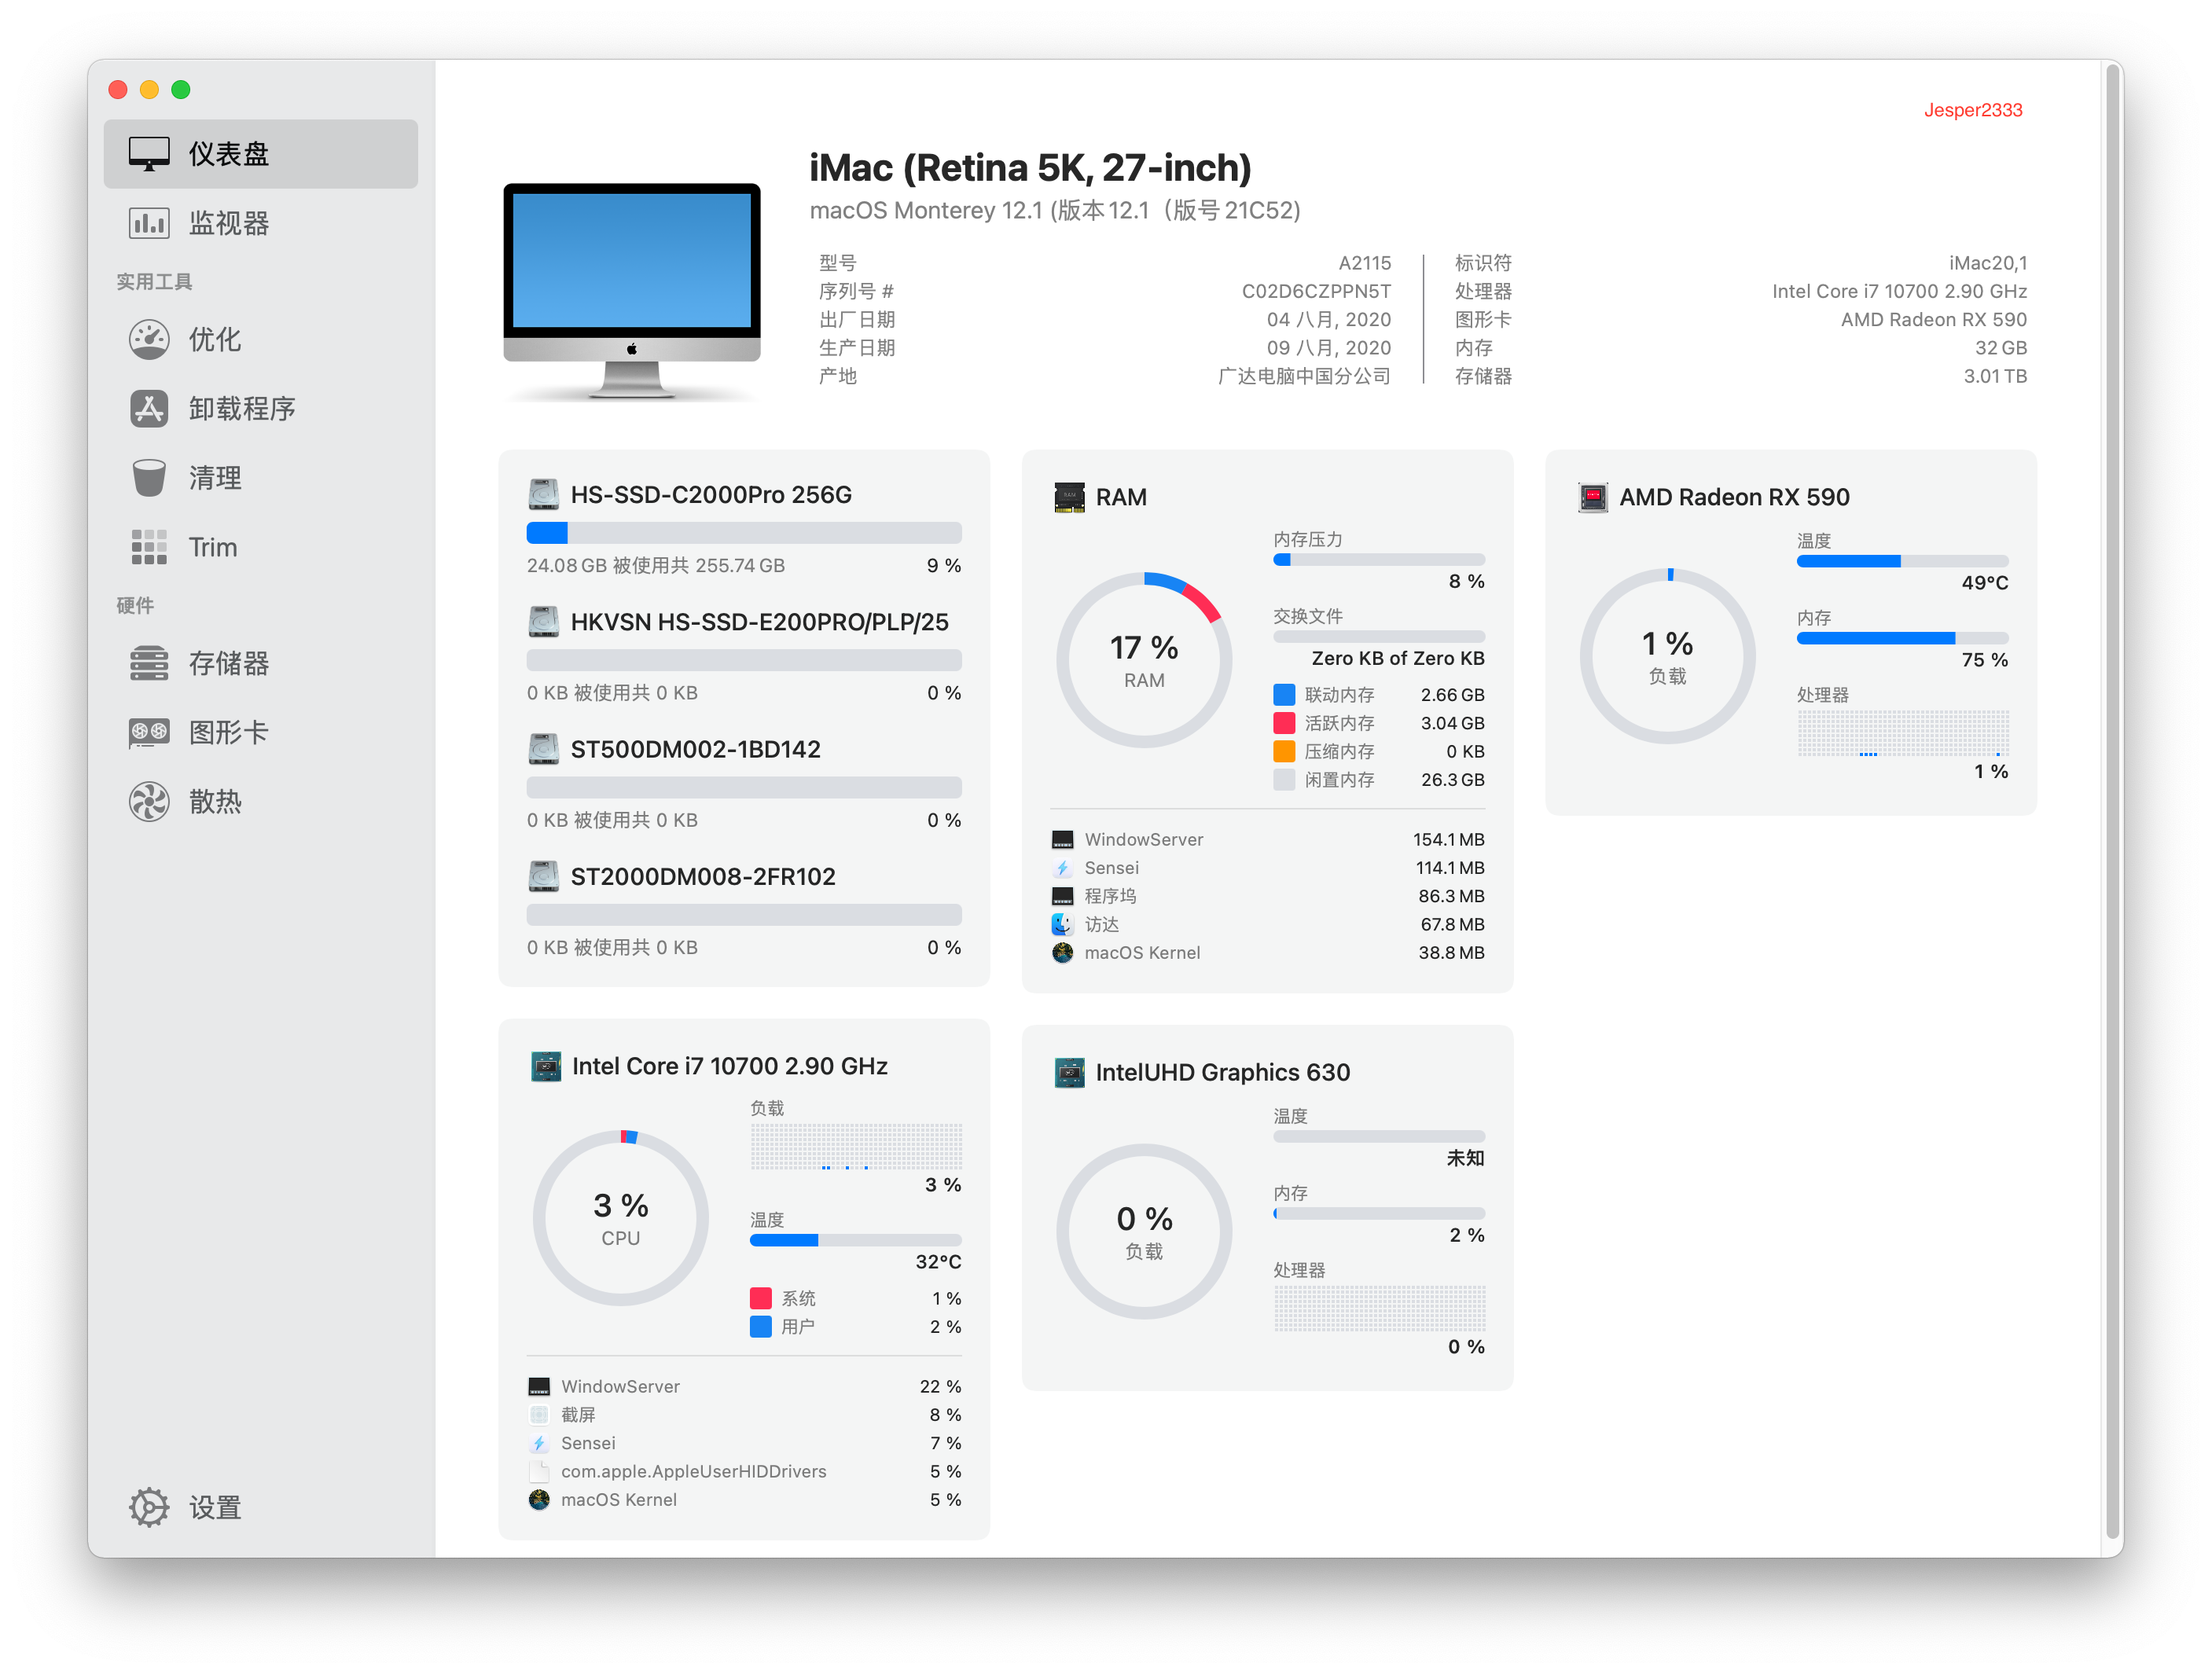 仪表盘
监视器
实用工具
优化
卸载程序
清理
Trim
硬件
存储器
图形卡
散热
设置
Jesper2333
iMac (Retina 5K, 27-inch)
macOS Monterey 12.1 (版本 12.1（版号 21C52)
型号 A2115
序列号 # C02D6CZPPN5T
出厂日期 04 八月, 2020
生产日期 09 八月, 2020
产地 广达电脑中国分公司
标识符 iMac20,1
处理器 Intel Core i7 10700 2.90 GHz
图形卡 AMD Radeon RX 590
内存 32 GB
存储器 3.01 TB
HS-SSD-C2000Pro 256G
24.08 GB 被使用共 255.74 GB 9 %
HKVSN HS-SSD-E200PRO/PLP/25
0 KB 被使用共 0 KB 0 %
ST500DM002-1BD142
0 KB 被使用共 0 KB 0 %
ST2000DM008-2FR102
0 KB 被使用共 0 KB 0 %
RAM
17 %
RAM
内存压力
8 %
交换文件
Zero KB of Zero KB
联动内存 2.66 GB
活跃内存 3.04 GB
压缩内存 0 KB
闲置内存 26.3 GB
WindowServer 154.1 MB
Sensei 114.1 MB
程序坞 86.3 MB
访达 67.8 MB
macOS Kernel 38.8 MB
AMD Radeon RX 590
1 %
负载
温度
49°C
内存
75 %
处理器
1 %
Intel Core i7 10700 2.90 GHz
3 %
CPU
负载
3 %
温度
32°C
系统 1 %
用户 2 %
WindowServer 22 %
截屏 8 %
Sensei 7 %
com.apple.AppleUserHIDDrivers 5 %
macOS Kernel 5 %
IntelUHD Graphics 630
0 %
负载
温度
未知
内存
2 %
处理器
0 %